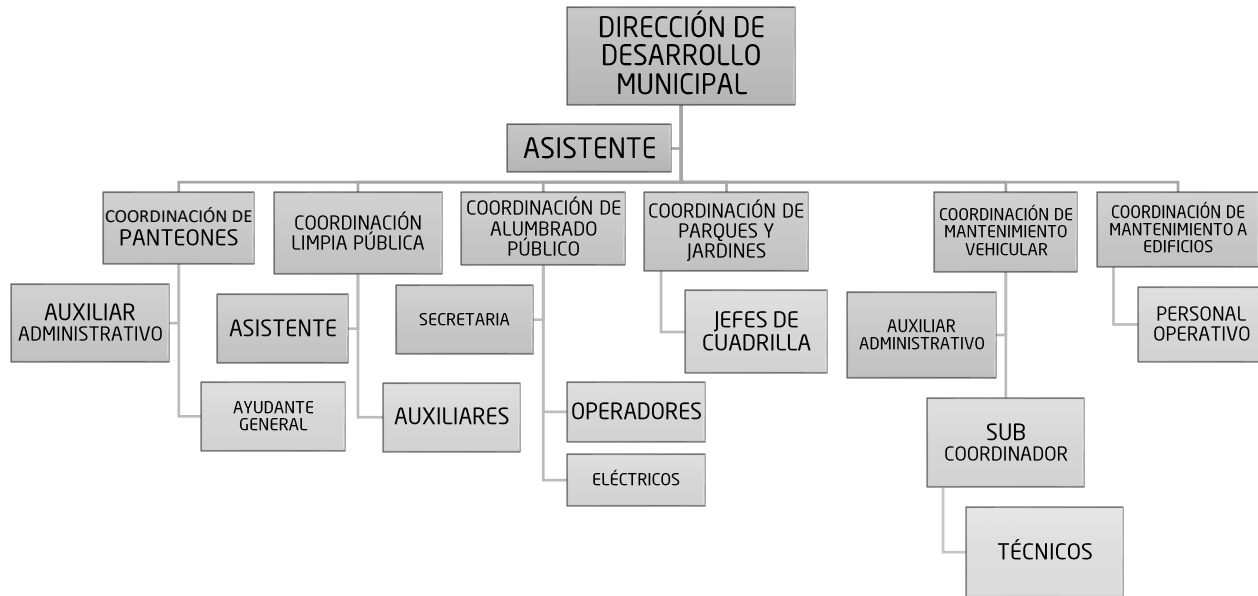 DIRECCIÓN DE
DESARROLLO
MUNICIPAL
ASISTENTE
COORDINACIÓN DE
PANTEONES
COORDINACIÓN
LIMPIA PÚBLICA
COORDINACIÓN DE
ALUMBRADO
PÚBLICO
COORDINACIÓN DE
PARQUES Y
JARDINES
COORDINACIÓN DE
MANTENIMIENTO
VEHICULAR
COORDINACIÓN DE
MANTENIMIENTO A
EDIFICIOS
AUXILIAR
ADMINISTRATIVO
AYUDANTE
GENERAL
ASISTENTE
AUXILIARES
SECRETARIA
OPERADORES
ELÉCTRICOS
JEFES DE
CUADRILLA
AUXILIAR
ADMINISTRATIVO
SUB
COORDINADOR
TÉCNICOS
PERSONAL
OPERATIVO